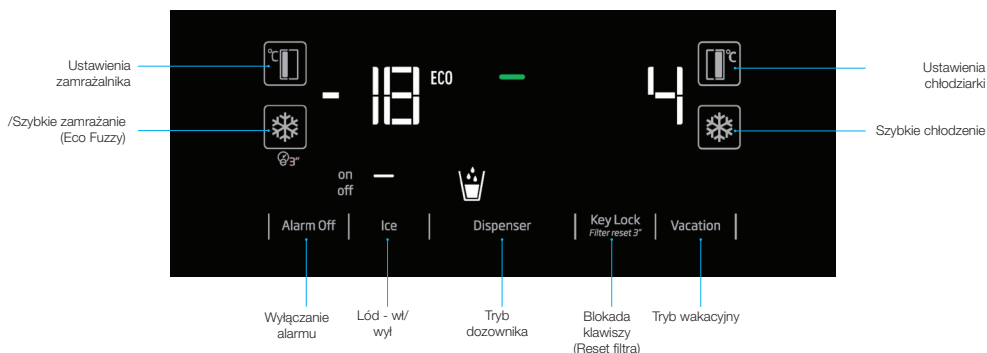 Ustawienia
zamrażalnika
/Szybkie zamrażanie
(Eco Fuzzy)
°C
- 18 ECO
4
°C
3"
on
off
Alarm Off
Ice
Dispenser
Key Lock
Filter reset 3"
Vacation
Ustawienia
chłodziarki
Szybkie chłodzenie
Wyłączanie
alarmu
Lód - wł/
wył
Tryb
dozownika
Blokada
klawiszy
(Reset filtra)
Tryb wakacyjny